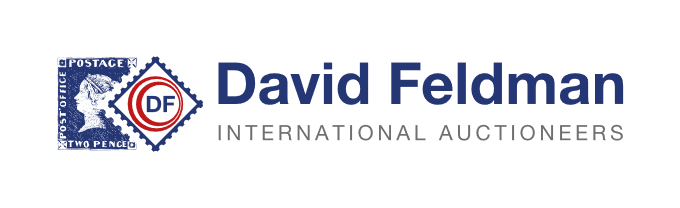 POSTAGE
POST OFFICE
TWO PENCE
DF
David Feldman
INTERNATIONAL AUCTIONEERS